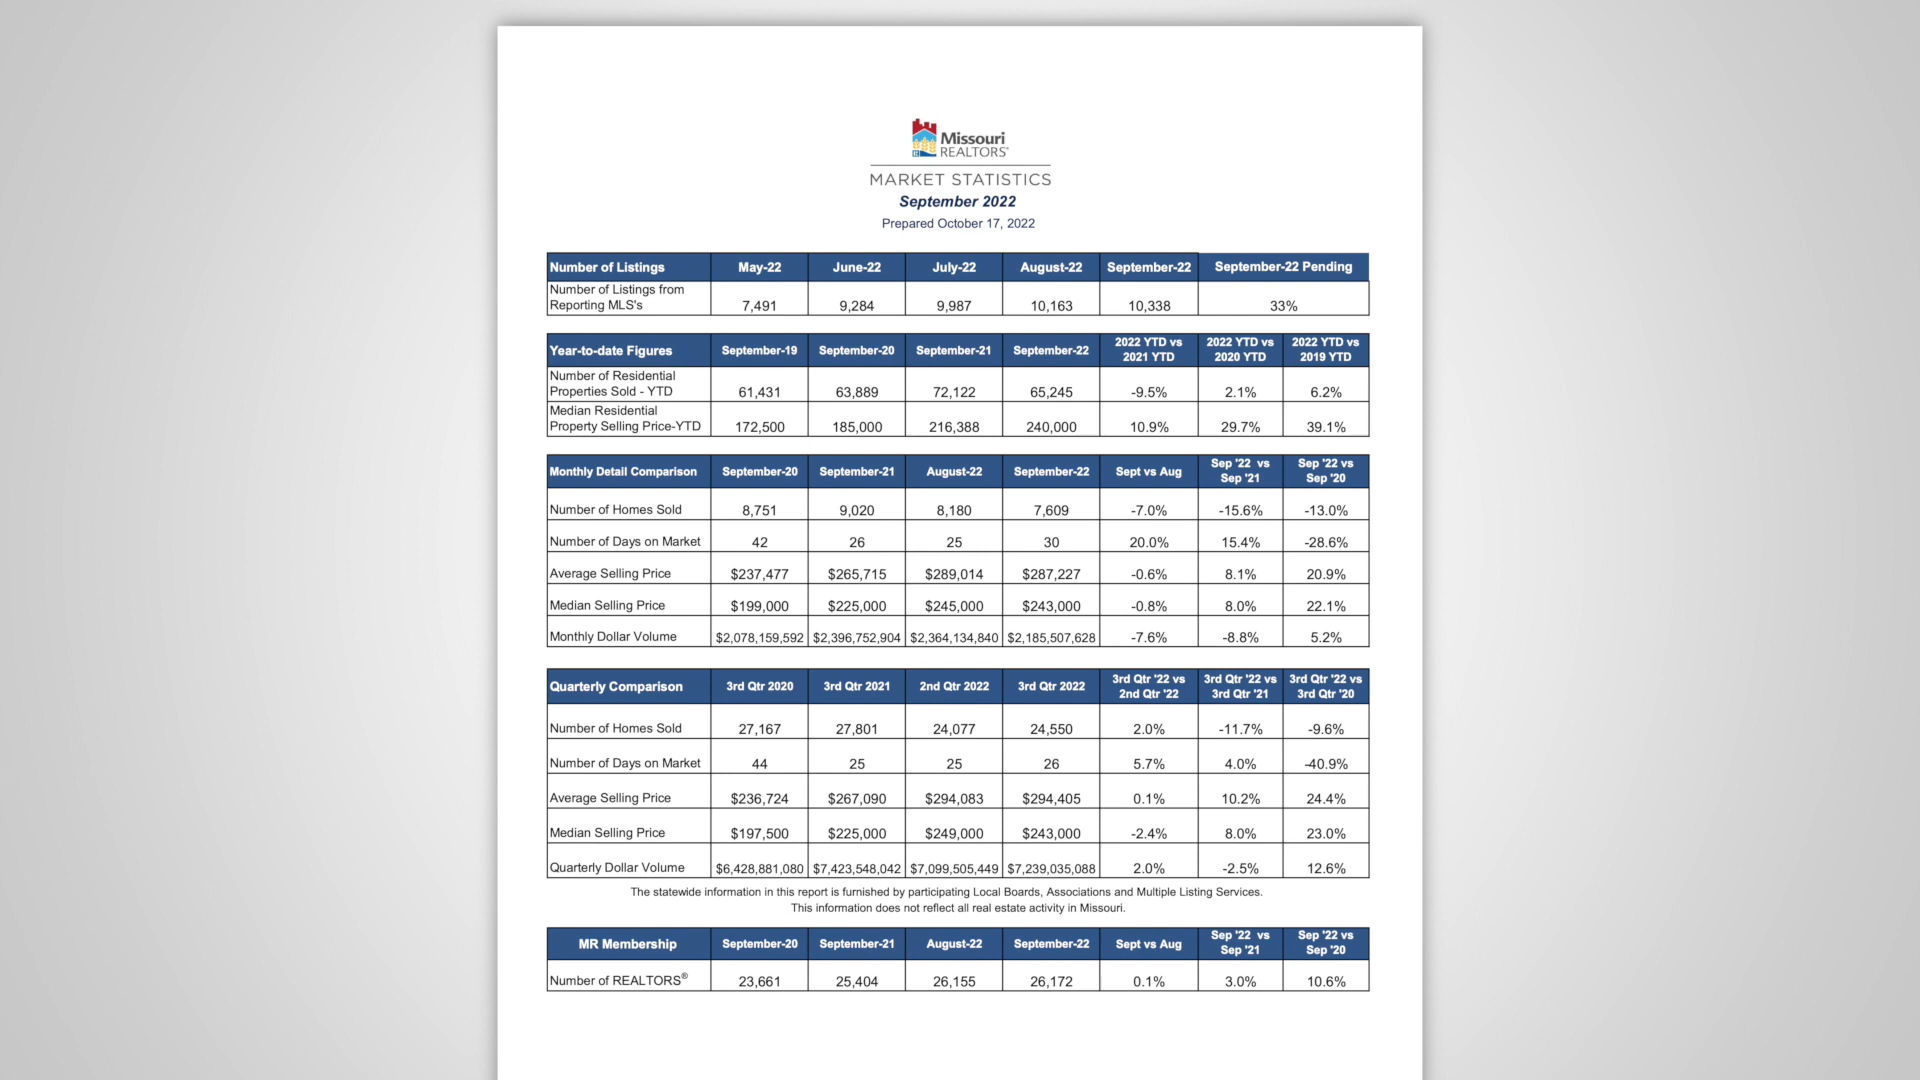 Missouri
REALTORS®
MARKET STATISTICS
September 2022
Prepared October 17, 2022
Number of Listings May-22 June-22 July-22 August-22 September-22 September-22 Pending
Number of Listings from
Reporting MLS's 7,491 9,284 9,987 10,163 10,338 33%
Year-to-date Figures September-19 September-20 September-21 September-22 2022 YTD vs 2021 YTD 2022 YTD vs 2020 YTD 2022 YTD vs 2019 YTD
Number of Residential
Properties Sold - YTD 61,431 63,889 72,122 65,245 -9.5% 2.1% 6.2%
Median Residential
Property Selling Price-YTD 172,500 185,000 216,388 240,000 10.9% 29.7% 39.1%
Monthly Detail Comparison September-20 September-21 August-22 September-22 Sept vs Aug Sep '22 vs Sep '21 Sep '22 vs Sep '20
Number of Homes Sold 8,751 9,020 8,180 7,609 -7.0% -15.6% -13.0%
Number of Days on Market 42 26 25 30 20.0% 15.4% -28.6%
Average Selling Price $237,477 $265,715 $289,014 $287,227 -0.6% 8.1% 20.9%
Median Selling Price $199,000 $225,000 $245,000 $243,000 -0.8% 8.0% 22.1%
Monthly Dollar Volume $2,078,159,592 $2,396,752,904 $2,364,134,840 $2,185,507,628 -7.6% -8.8% 5.2%
Quarterly Comparison 3rd Qtr 2020 3rd Qtr 2021 2nd Qtr 2022 3rd Qtr 2022 3rd Qtr '22 vs 2nd Qtr '22 3rd Qtr '22 vs 3rd Qtr '21 3rd Qtr '22 vs 3rd Qtr '20
Number of Homes Sold 27,167 27,801 24,077 24,550 2.0% -11.7% -9.6%
Number of Days on Market 44 25 25 26 5.7% 4.0% -40.9%
Average Selling Price $236,724 $267,090 $294,083 $294,405 0.1% 10.2% 24.4%
Median Selling Price $197,500 $225,000 $249,000 $243,000 -2.4% 8.0% 23.0%
Quarterly Dollar Volume $6,428,881,080 $7,423,548,042 $7,099,505,449 $7,239,035,088 2.0% -2.5% 12.6%
The statewide information in this report is furnished by participating Local Boards, Associations and Multiple Listing Services.
This information does not reflect all real estate activity in Missouri.
MR Membership September-20 September-21 August-22 September-22 Sept vs Aug Sep '22 vs Sep '21 Sep '22 vs Sep '20
Number of REALTORS® 23,661 25,404 26,155 26,172 0.1% 3.0% 10.6%